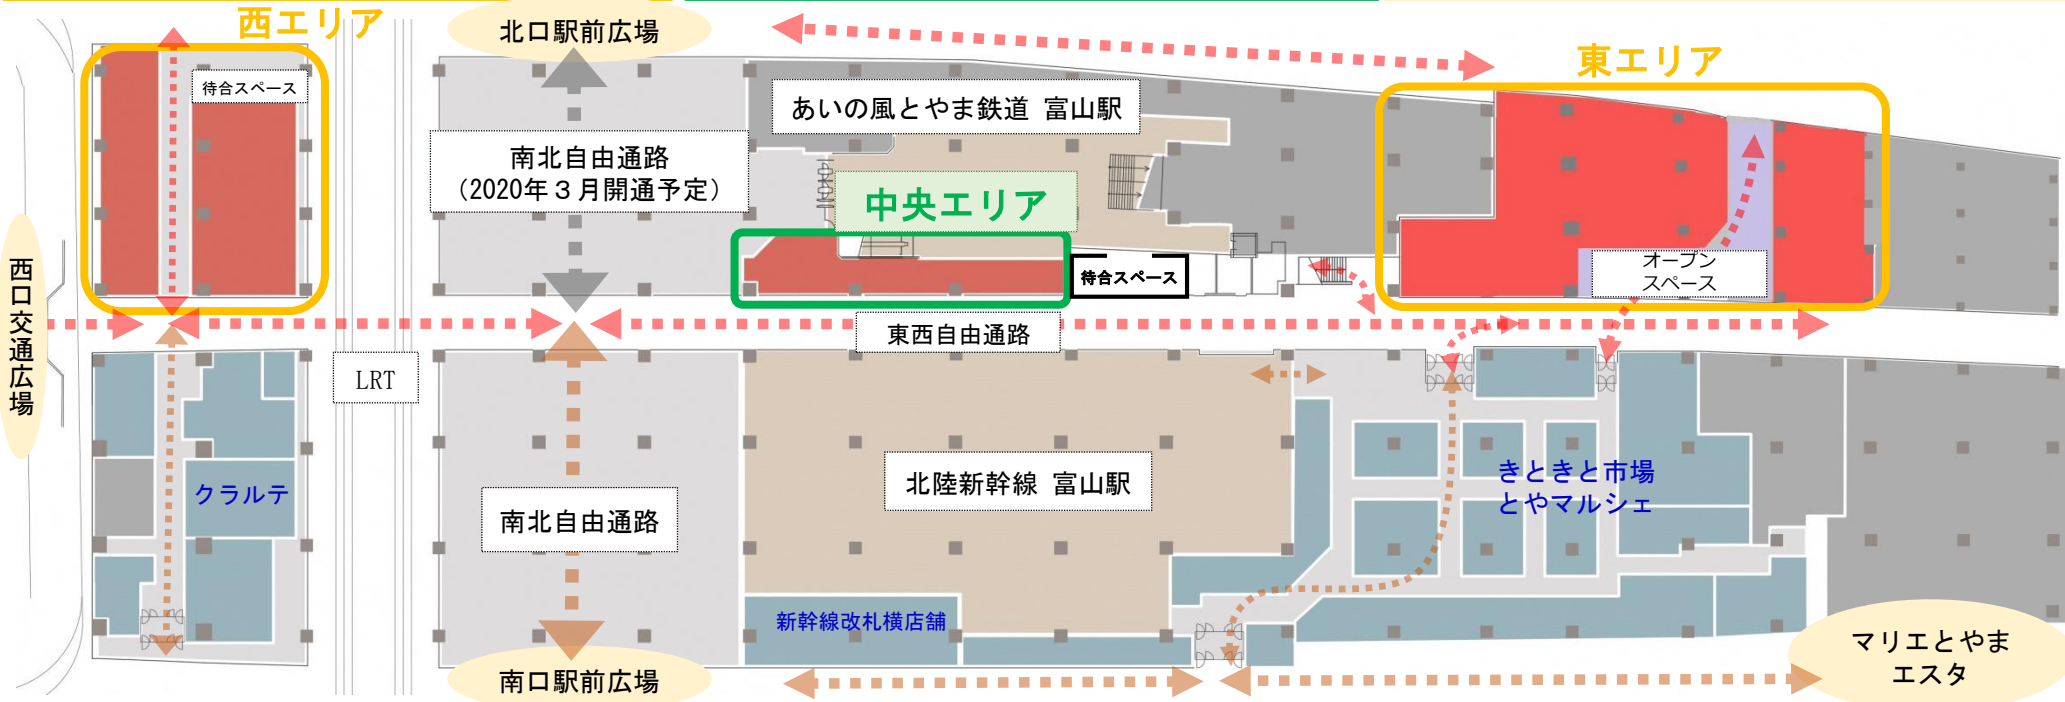 西エリア
北口駅前広場
東エリア
待合スペース
あいの風とやま鉄道 富山駅
南北自由通路
(2020年3月開通予定)
中央エリア
西口交通広場
待合スペース
オープン
スペース
東西自由通路
LRT
クラルテ
南北自由通路
北陸新幹線 富山駅
きときと市場
とやマルシェ
新幹線改札横店舗
南口駅前広場
マリエとやま
エスタ